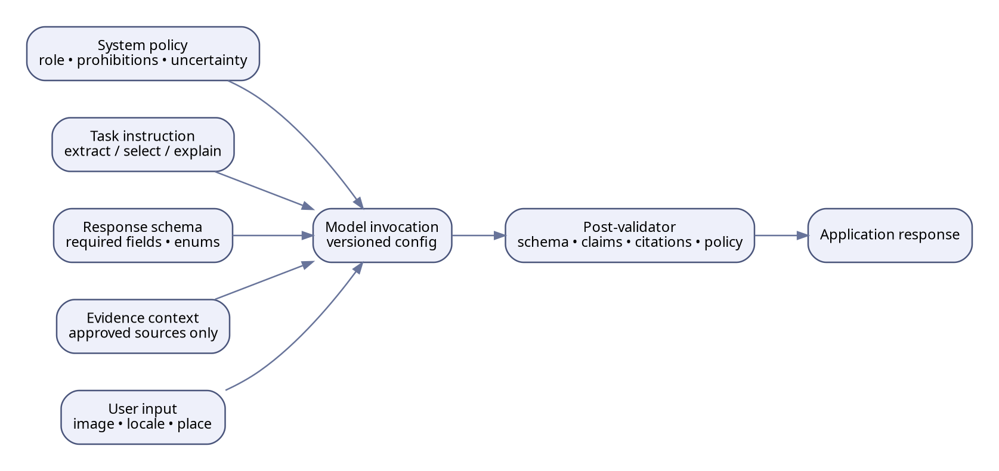 System policy
role • prohibitions • uncertainty
Task instruction
extract / select / explain
Response schema
required fields • enums
Evidence context
approved sources only
User input
image • locale • place
Model invocation
versioned config
Post-validator
schema • claims • citations • policy
Application response